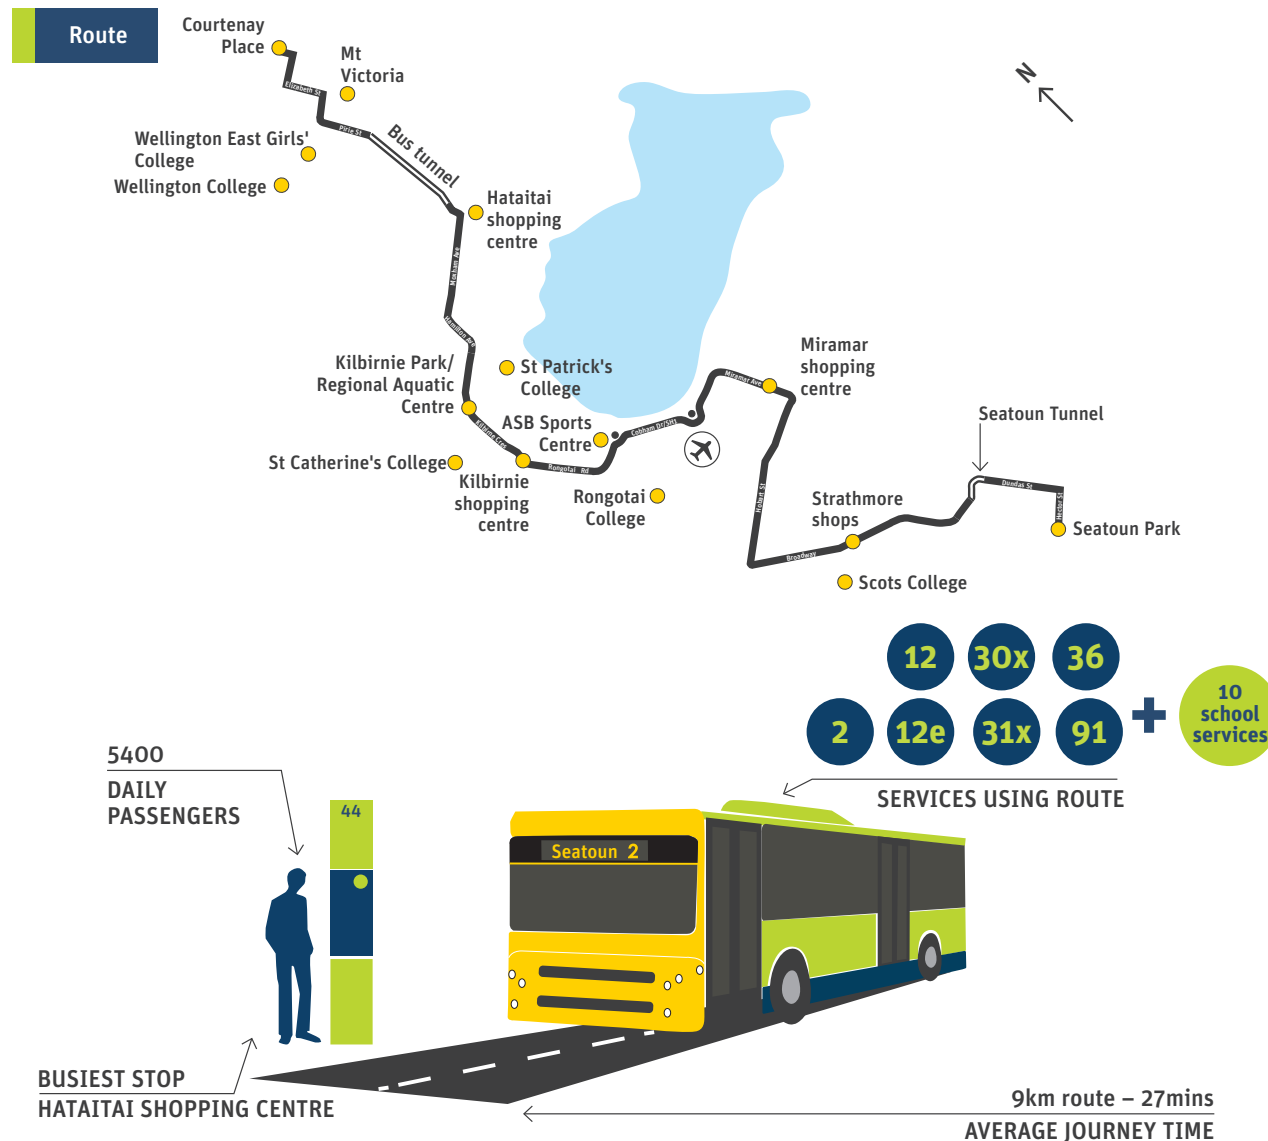 Route
Courtenay
Place
Mt
Victoria
N
Elizabeth St
Pirie St
Bus tunnel
Wellington East Girls'
College
Wellington College
Hataitai
shopping
centre
Moxham Ave
Hamilton Rd
Kilbirnie Park/
Regional Aquatic
Centre
St Patrick's
College
ASB Sports
Centre
Kilbirnie Cres
St Catherine's College
Kilbirnie
shopping
centre
Rongotai Rd
Cobham Dr/SH1
Rongotai
College
Miramar Ave
Miramar
shopping
centre
Hobart St
Broadway
Strathmore
shops
Scots College
Seatoun Tunnel
Dundas St
Hector St
Seatoun Park
12
30x
36
2
12e
31x
91
10
school
services
SERVICES USING ROUTE
5400
DAILY
PASSENGERS
44
Seatoun 2
BUSIEST STOP
HATAITAI SHOPPING CENTRE
9km route – 27mins
AVERAGE JOURNEY TIME